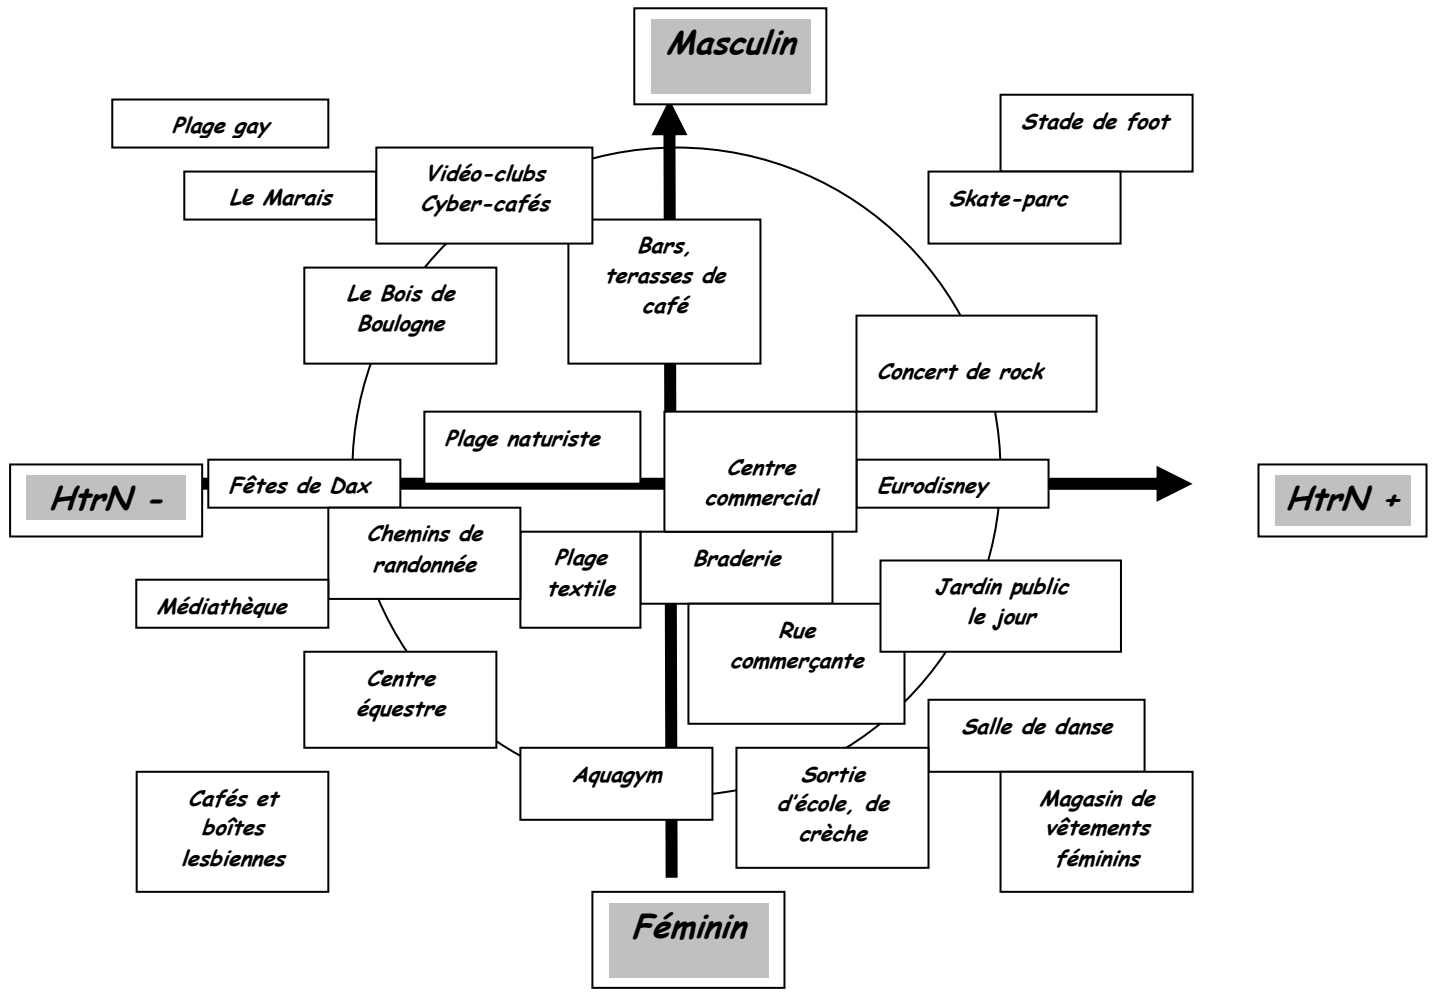 Masculin
Plage gay
Stade de foot
Vidéo-clubs
Cyber-cafés
Le Marais
Skate-parc
Bars,
terasses de
café
Le Bois de
Boulogne
Concert de rock
Plage naturiste
Centre
commercial
HtrN -
Fêtes de Dax
Eurodisney
HtrN +
Chemins de
randonnée
Plage
textile
Braderie
Médiathèque
Jardin public
le jour
Rue
commerçante
Centre
équestre
Salle de danse
Aquagym
Sortie
d'école, de
crèche
Cafés et
boîtes
lesbiennes
Magasin de
vêtements
féminins
Féminin